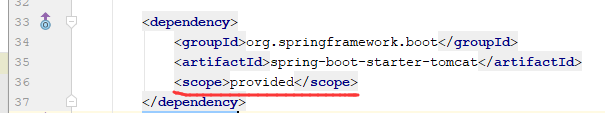 33 <dependency>
34 <groupId>org.springframework.boot</groupId>
35 <artifactId>spring-boot-starter-tomcat</artifactId>
36 <scope>provided</scope>
37 </dependency>